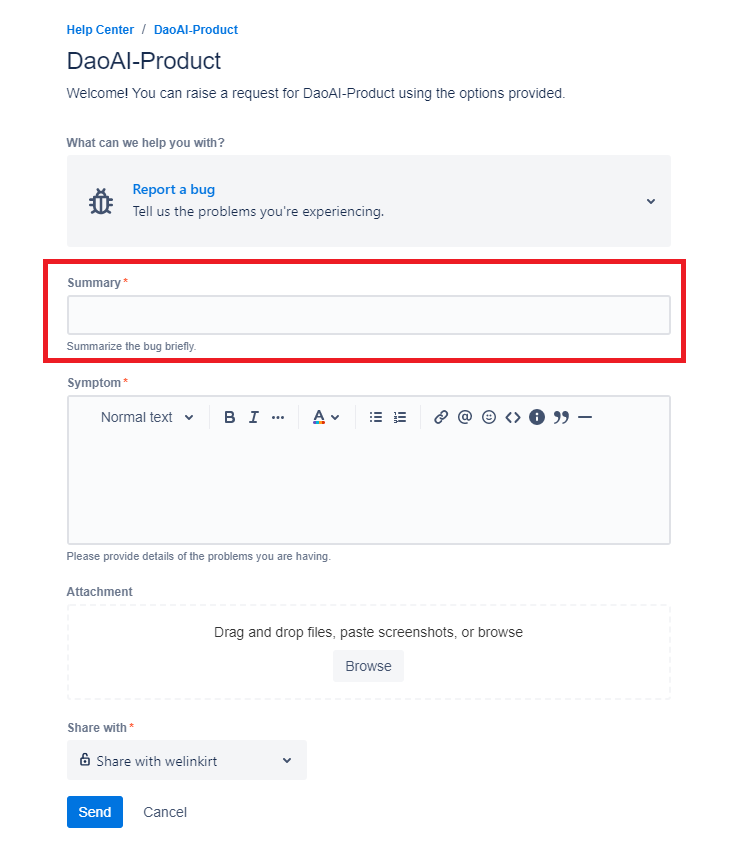 Help Center / DaoAI-Product
DaoAI-Product
Welcome! You can raise a request for DaoAI-Product using the options provided.
What can we help you with?
Report a bug
Tell us the problems you're experiencing.
Summary *
Summarize the bug briefly.
Symptom *
Normal text B I ··· A @ <> i ” —
Please provide details of the problems you are having.
Attachment
Drag and drop files, paste screenshots, or browse
Browse
Share with *
Share with welinkirt
Send Cancel